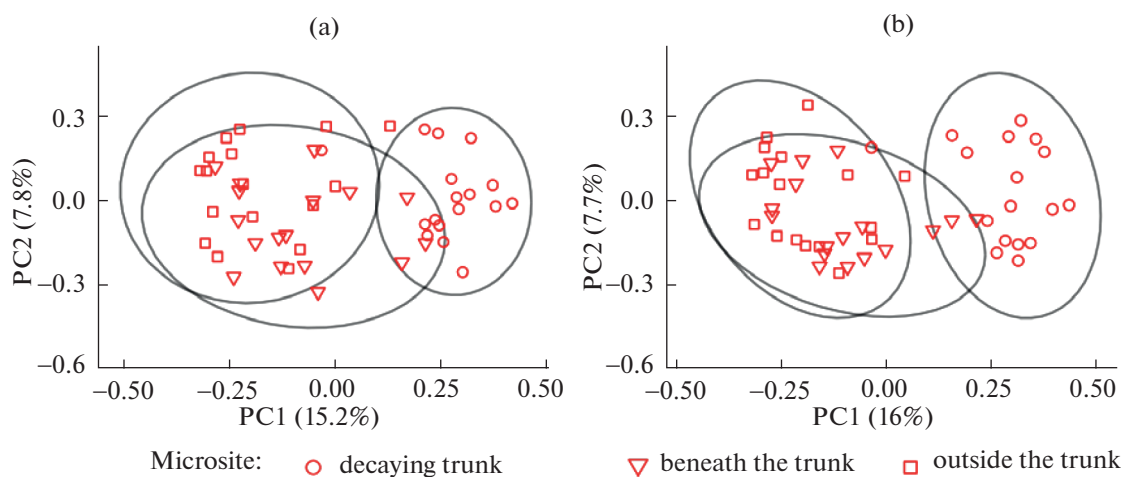 (a)
(b)
PC2 (7.8%)
0.3
0.0
−0.3
−0.6
−0.50
−0.25
0.00
0.25
0.50
PC1 (15.2%)
PC2 (7.7%)
0.3
0.0
−0.3
−0.6
−0.50
−0.25
0.00
0.25
0.50
PC1 (16%)
Microsite: decaying trunk beneath the trunk outside the trunk